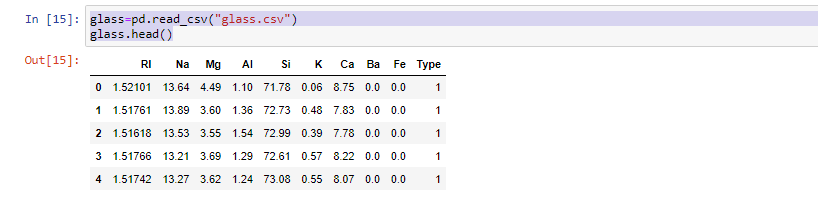 In [15]: glass=pd.read_csv("glass.csv")
glass.head()
Out[15]:
RI Na Mg Al Si K Ca Ba Fe Type
0 1.52101 13.64 4.49 1.10 71.78 0.06 8.75 0.0 0.0 1
1 1.51761 13.89 3.60 1.36 72.73 0.48 7.83 0.0 0.0 1
2 1.51618 13.53 3.55 1.54 72.99 0.39 7.78 0.0 0.0 1
3 1.51766 13.21 3.69 1.29 72.61 0.57 8.22 0.0 0.0 1
4 1.51742 13.27 3.62 1.24 73.08 0.55 8.07 0.0 0.0 1